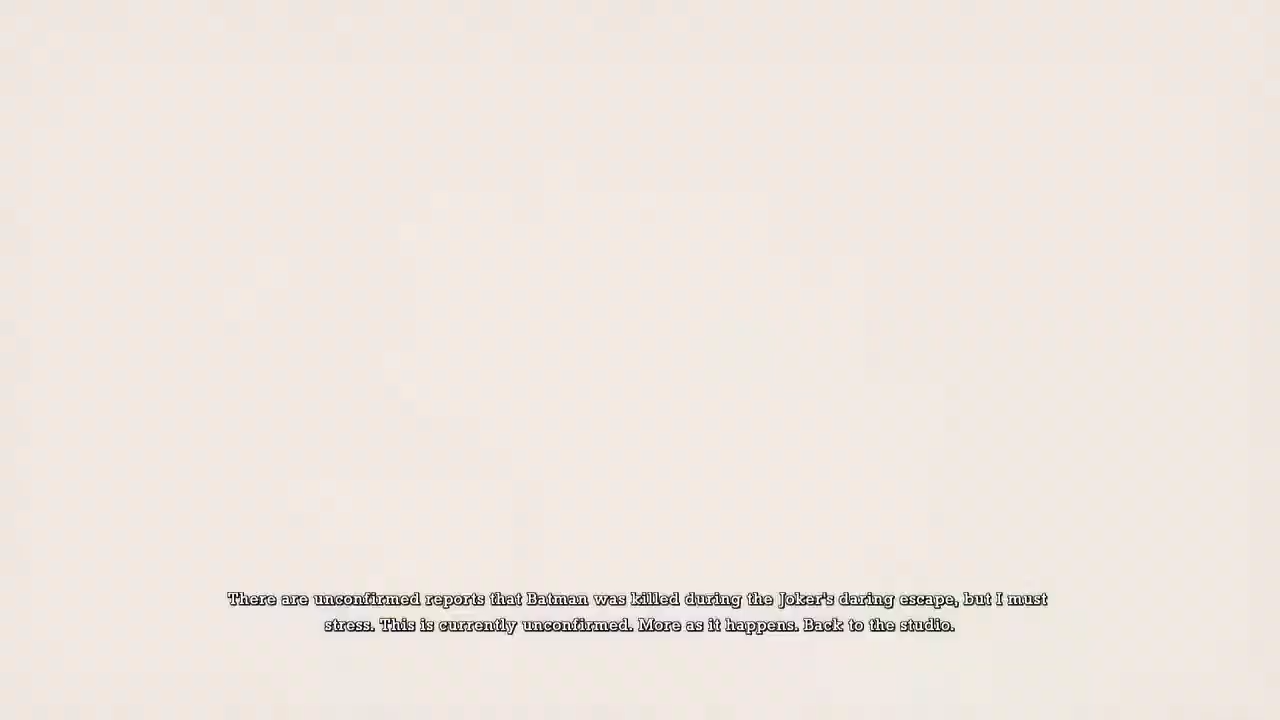 There are unconfirmed reports that Batman was killed during the Joker's daring escape, but I must
stress. This is currently unconfirmed. More as it happens. Back to the studio.